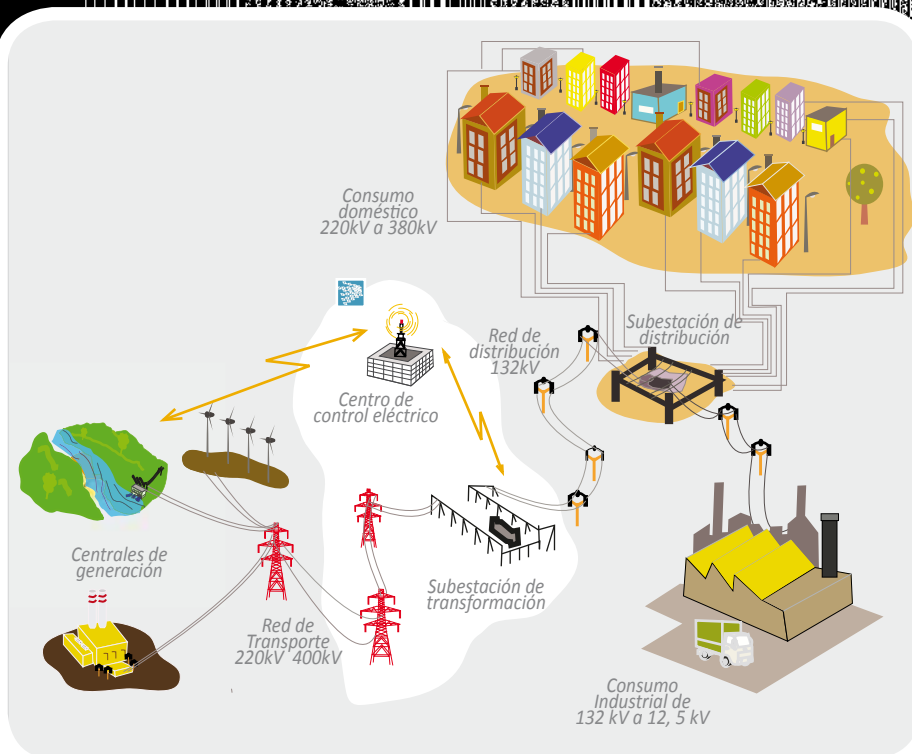 Consumo
doméstico
220kV a 380kV
Red de
distribución
132kV
Subestación de
distribución
Centro de
control eléctrico
Centrales de
generación
Subestación de
transformación
Red de
Transporte
220kV 400kV
Consumo
Industrial de
132 kV a 12, 5 kV